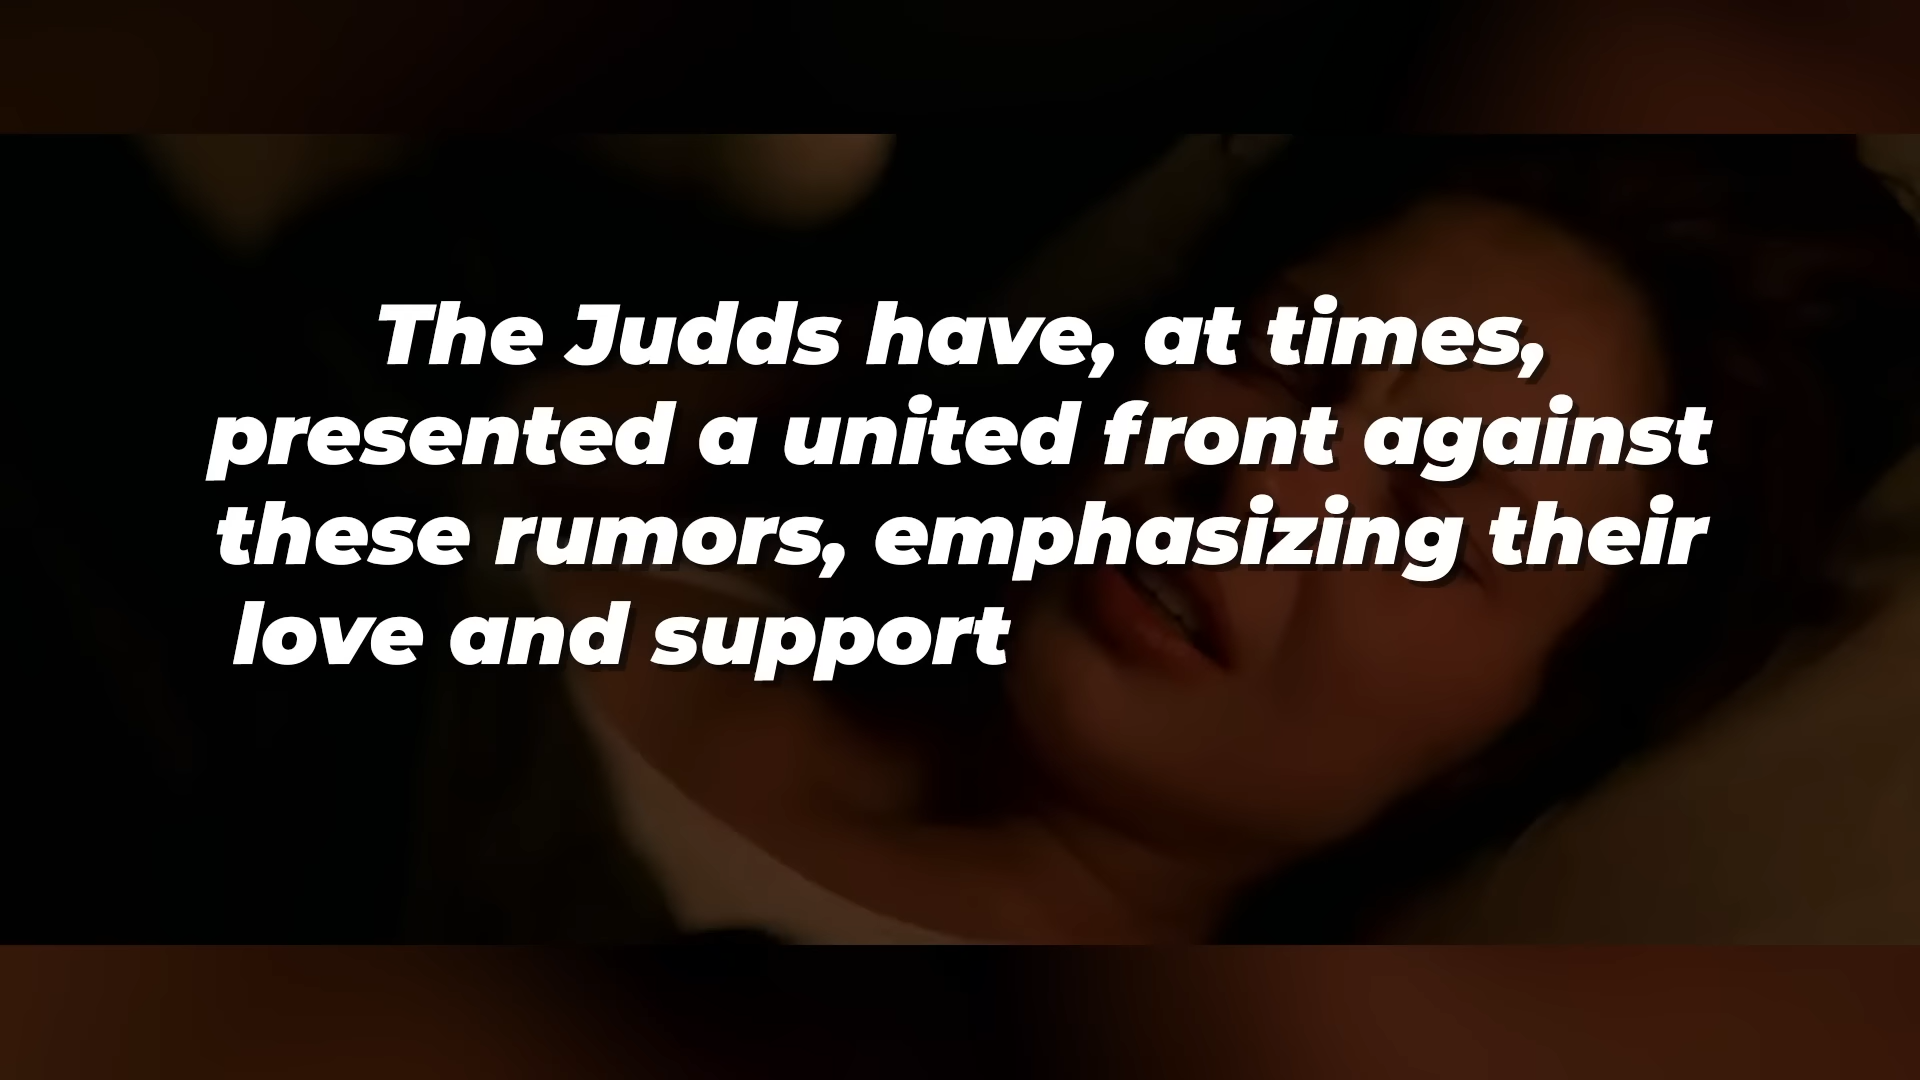 The Judds have, at times,
presented a united front against
these rumors, emphasizing their
love and support